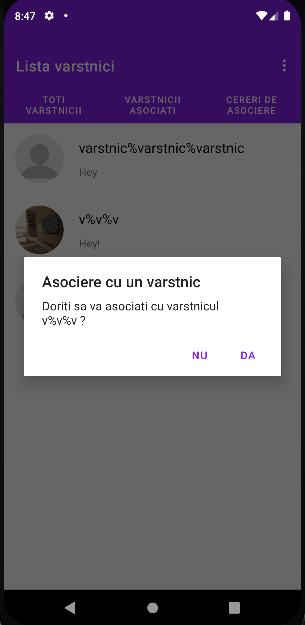 8:47
Lista varstnici
TOTI
VARSTNICII
VARSTNICII
ASOCIATI
CERERI DE
ASOCIERE
varstnic%varstnic%varstnic
Hey
v%v%v
Hey!
Asociere cu un varstnic
Doriti sa va asociati cu varstnicul
v%v%v ?
NU
DA